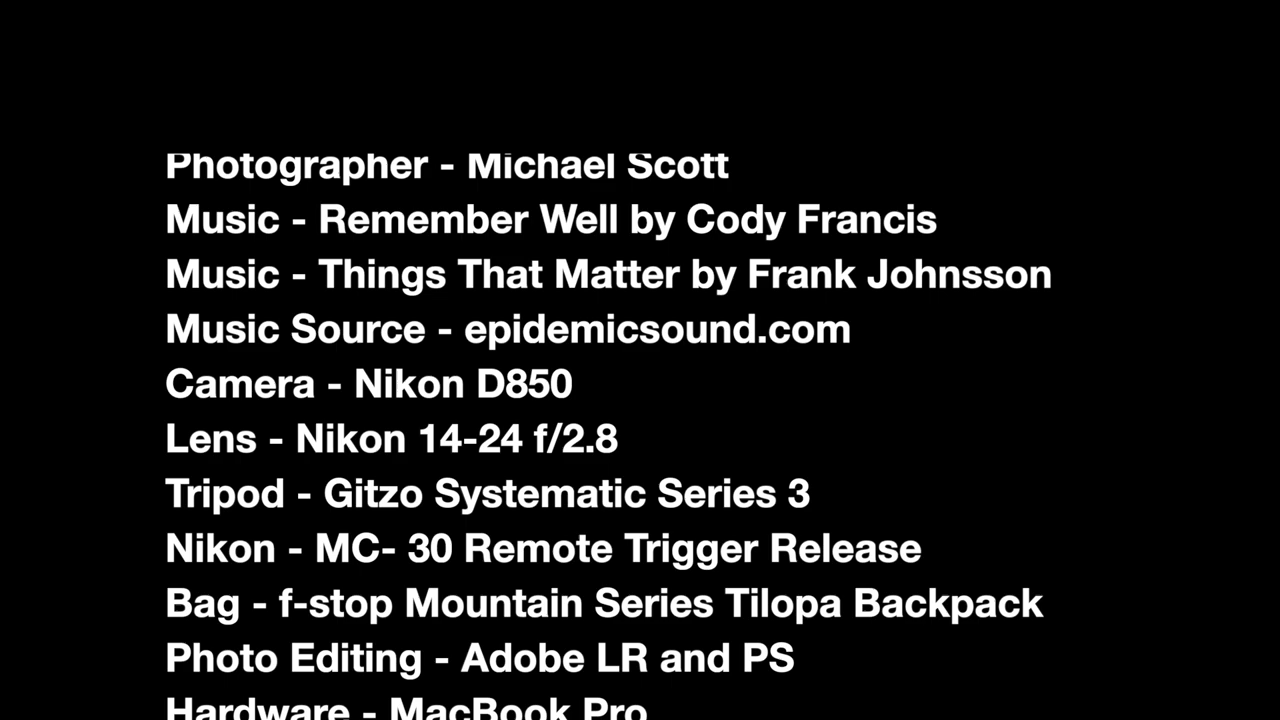 Photographer - Michael Scott
Music - Remember Well by Cody Francis
Music - Things That Matter by Frank Johnsson
Music Source - epidemicsound.com
Camera - Nikon D850
Lens - Nikon 14-24 f/2.8
Tripod - Gitzo Systematic Series 3
Nikon - MC- 30 Remote Trigger Release
Bag - f-stop Mountain Series Tilopa Backpack
Photo Editing - Adobe LR and PS
Hardware - MacBook Pro